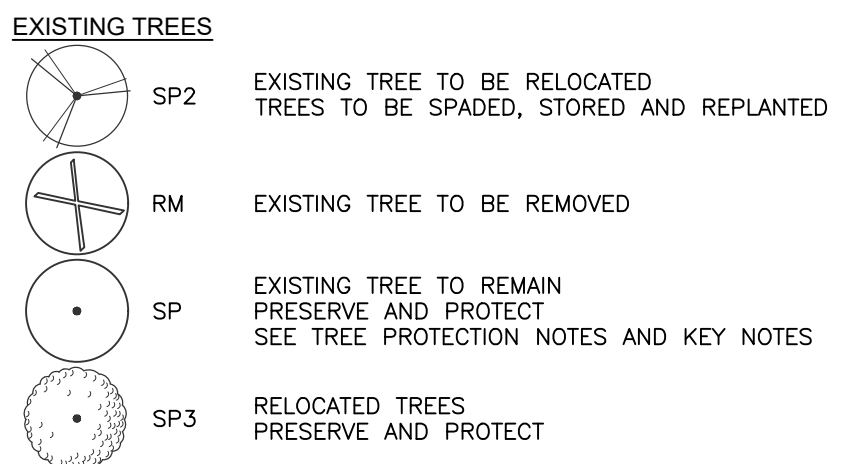 EXISTING TREES
SP2
EXISTING TREE TO BE RELOCATED
TREES TO BE SPADED, STORED AND REPLANTED
RM
EXISTING TREE TO BE REMOVED
SP
EXISTING TREE TO REMAIN
PRESERVE AND PROTECT
SEE TREE PROTECTION NOTES AND KEY NOTES
SP3
RELOCATED TREES
PRESERVE AND PROTECT